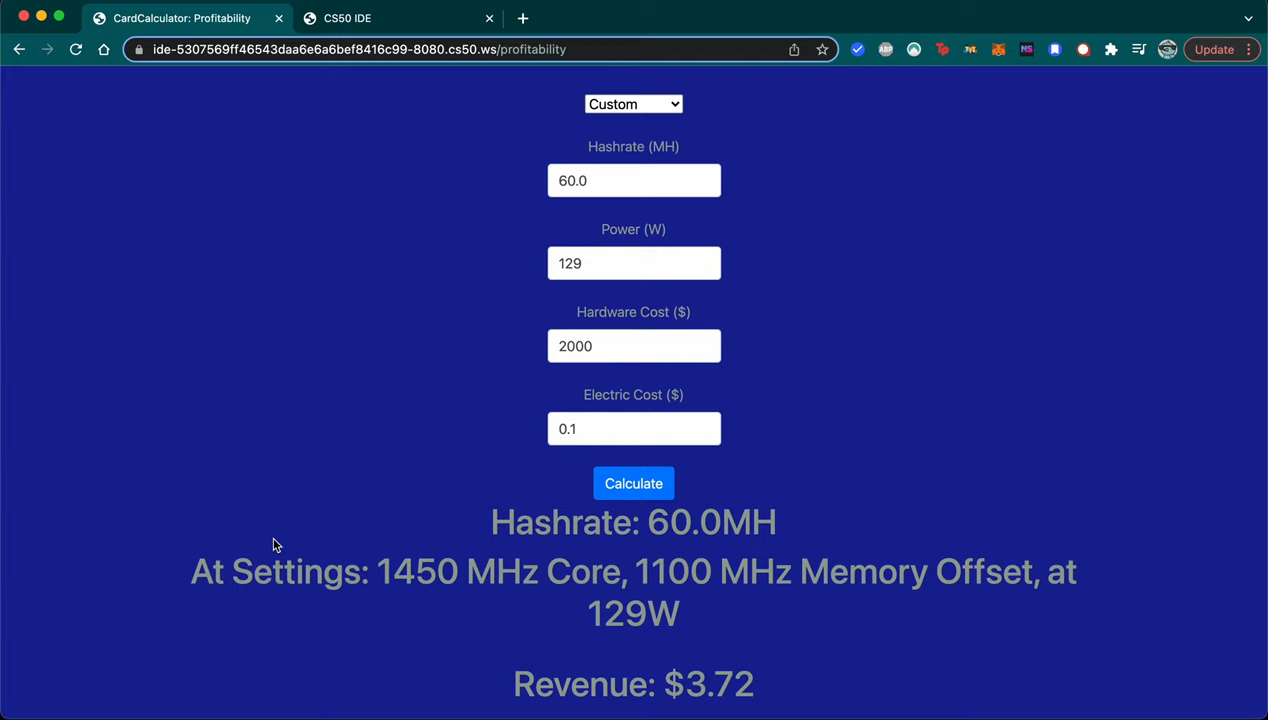 CardCalculator: Profitability
CS50 IDE
ide-5307569ff46543daa6e6a6bef8416c99-8080.cs50.ws/profitability
ABP
NS
Update
Custom
Hashrate (MH)
60.0
Power (W)
129
Hardware Cost ($)
2000
Electric Cost ($)
0.1
Calculate
Hashrate: 60.0MH
At Settings: 1450 MHz Core, 1100 MHz Memory Offset, at
129W
Revenue: $3.72